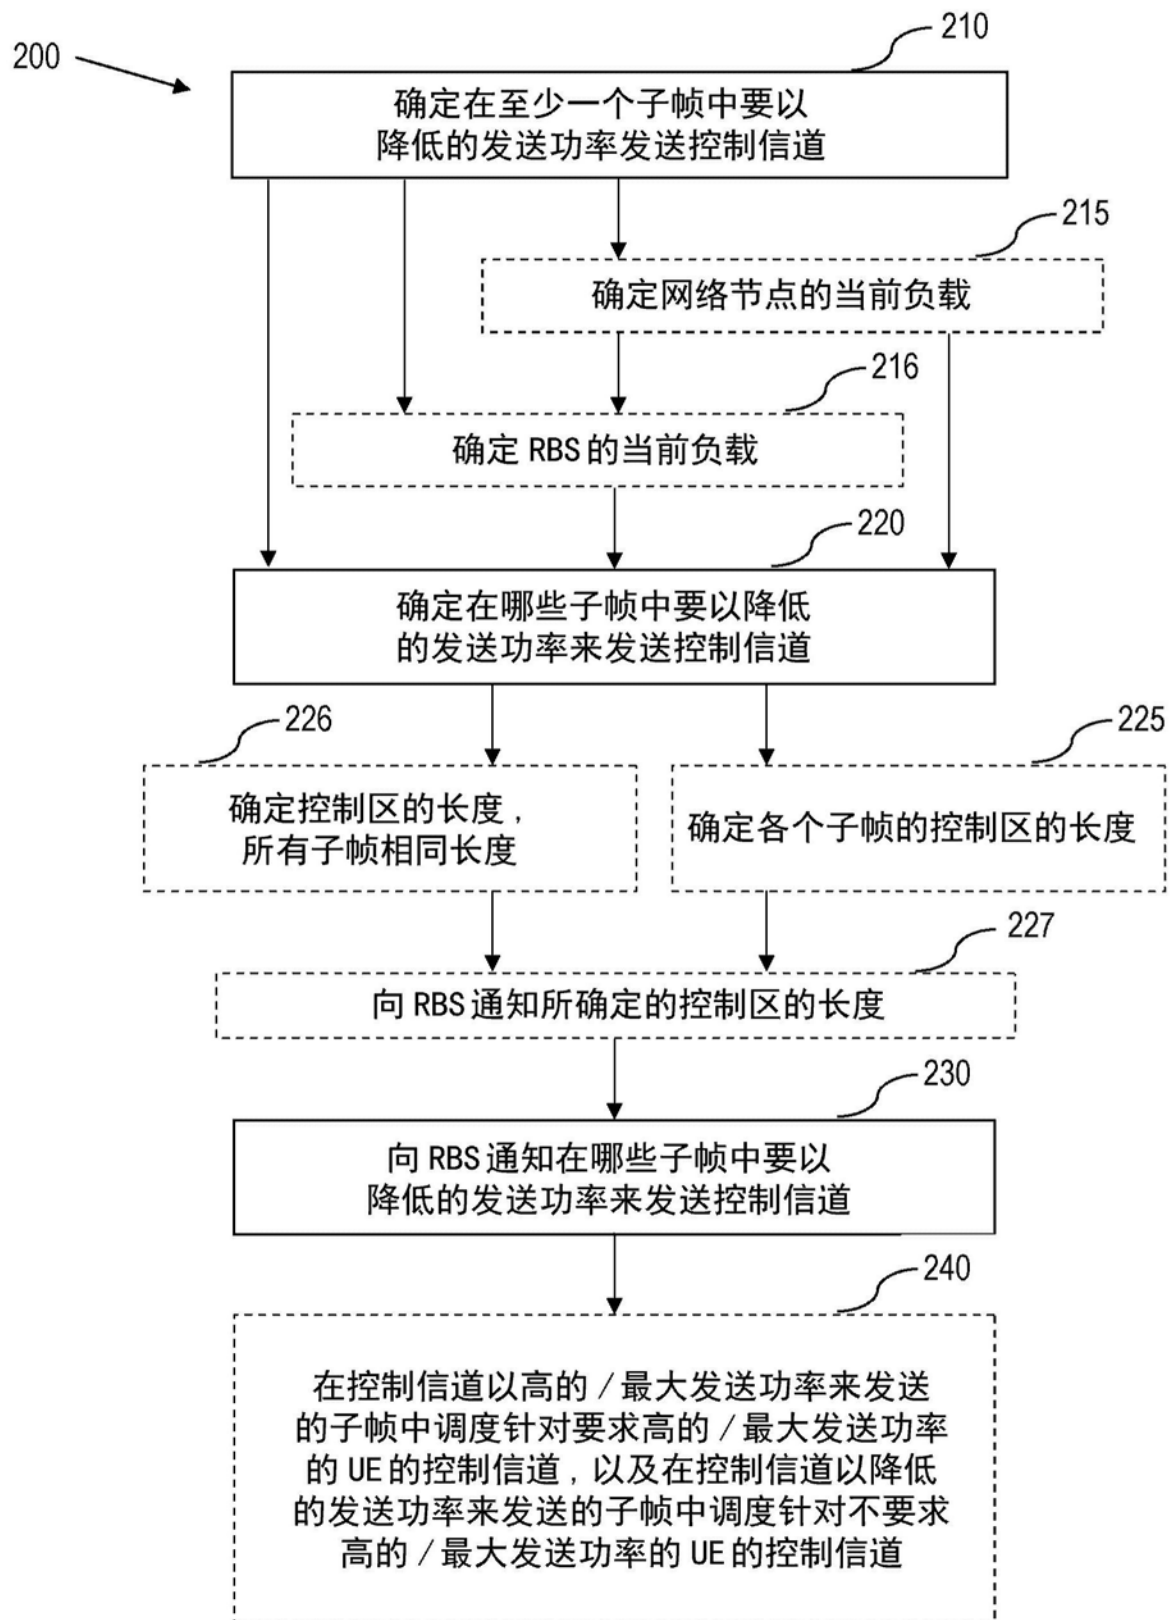 200
210
确定在至少一个子帧中要以
降低的发送功率发送控制信道
215
确定网络节点的当前负载
216
确定 RBS 的当前负载
220
确定在哪些子帧中要以降低
的发送功率来发送控制信道
226
确定控制区的长度，
所有子帧相同长度
225
确定各个子帧的控制区的长度
227
向 RBS 通知所确定的控制区的长度
230
向 RBS 通知在哪些子帧中要以
降低的发送功率来发送控制信道
240
在控制信道以高的 / 最大发送功率来发送
的子帧中调度针对要求高的 / 最大发送功率
的 UE 的控制信道，以及在控制信道以降低
的发送功率来发送的子帧中调度针对不要求
高的 / 最大发送功率的 UE 的控制信道